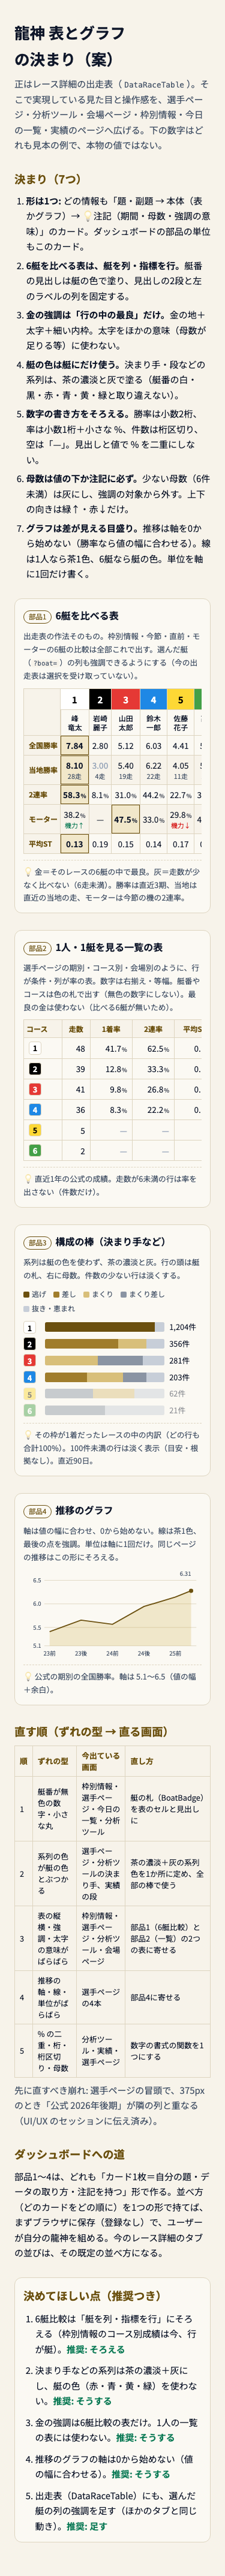 龍神 表とグラフ
の決まり（案）
正はレース詳細の出走表（ DataRaceTable ）。そ
こで実現している見た目と操作感を、選手ペー
ジ・分析ツール・会場ページ・枠別情報・今日
の一覧・実績のページへ広げる。下の数字はど
れも見本の例で、本物の値ではない。
決まり（7つ）
1. 形は1つ: どの情報も「題・副題 → 本体（表
かグラフ）→ 💡注記（期間・母数・強調の意
味）」のカード。ダッシュボードの部品の単位
もこのカード。
2. 6艇を比べる表は、艇を列・指標を行。艇番
の見出しは艇の色で塗り、見出しの2段と左
のラベルの列を固定する。
3. 金の強調は「行の中の最良」だけ。金の地＋
太字＋細い内枠。太字をほかの意味（母数が
足りる等）に使わない。
4. 艇の色は艇にだけ使う。決まり手・段などの
系列は、茶の濃淡と灰で塗る（艇番の白・
黒・赤・青・黄・緑と取り違えない）。
5. 数字の書き方をそろえる。勝率は小数2桁、
率は小数1桁＋小さな %、件数は桁区切り、
空は「—」。見出しと値で % を二重にしな
い。
6. 母数は値の下か注記に必ず。少ない母数（6件
未満）は灰にし、強調の対象から外す。上下
の向きは緑↑・赤↓だけ。
7. グラフは差が見える目盛り。推移は軸を0か
ら始めない（勝率なら値の幅に合わせる）。線
は1人なら茶1色、6艇なら艇の色。単位を軸
に1回だけ書く。
部品1 6艇を比べる表
出走表の作法そのもの。枠別情報・今節・直前・モ
ーターの6艇の比較は全部これで出す。選んだ艇
（ ?boat= ）の列も強調できるようにする（今の出
走表は選択を受け取っていない）。
1 2 3 4 5
峰 岩崎 山田 鈴木 佐藤
竜太 麗子 太郎 一郎 花子
全国勝率 7.84 2.80 5.12 6.03 4.41
当地勝率 8.10 3.00 5.40 6.22 4.05
28走 4走 19走 22走 11走
2連率 58.3% 8.1% 31.0% 44.2% 22.7%
モーター 38.2% — 47.5% 33.0% 29.8%
機力↑ 機力↓
平均ST 0.13 0.19 0.15 0.14 0.17
💡 金＝そのレースの6艇の中で最良。灰＝走数が少
なく比べない（6走未満）。勝率は直近3期、当地は
直近の当地の走、モーターは今節の機の2連率。
部品2 1人・1艇を見る一覧の表
選手ページの期別・コース別・会場別のように、行
が条件・列が率の表。数字は右揃え・等幅。艇番や
コースは色の札で出す（無色の数字にしない）。最
良の金は使わない（比べる6艇が無いため）。
コース 走数 1着率 2連率
1 48 41.7% 62.5%
2 39 12.8% 33.3%
3 41 9.8% 26.8%
4 36 8.3% 22.2%
5 5 — —
6 2 — —
💡 直近1年の公式の成績。走数が6未満の行は率を
出さない（件数だけ）。
部品3 構成の棒（決まり手など）
系列は艇の色を使わず、茶の濃淡と灰。行の頭は艇
の札、右に母数。件数の少ない行は淡くする。
逃げ 差し まくり まくり差し
抜き・恵まれ
1 1,204件
2 356件
3 281件
4 203件
5 62件
6 21件
💡 その枠が1着だったレースの中の内訳（どの行も
合計100%）。100件未満の行は淡く表示（目安・根
拠なし）。直近90日。
部品4 推移のグラフ
軸は値の幅に合わせ、0から始めない。線は茶1色、
最後の点を強調。単位は軸に1回だけ。同じページ
の推移はこの形にそろえる。
6.31
6.5
6.0
5.5
5.1
23前 23後 24前 24後 25前
💡 公式の期別の全国勝率。軸は 5.1〜6.5（値の幅
＋余白）。
直す順（ずれの型 → 直る画面）
順 ずれの型 今出ている画面 直し方
1 艇番が無色の数字・小さな丸 枠別情報・選手ページ・今日の一覧・分析ツール 艇の札（BoatBadge）を表のセルと見出しに
2 系列の色が艇の色とぶつかる 選手ページ・分析ツールの決まり手、実績の段 茶の濃淡＋灰の系列色を1か所に定め、全部の棒で使う
3 表の縦横・強調・太字の意味がばらばら 枠別情報・選手ページ・分析ツール・会場ページ 部品1（6艇比較）と部品2（一覧）の2つの表に寄せる
4 推移の軸・線・単位がばらばら 選手ページの4本 部品4に寄せる
5 % の二重・桁・桁区切り・母数 分析ツール・実績・選手ページ 数字の書式の関数を1つにする
先に直すべき崩れ: 選手ページの冒頭で、375px
のとき「公式 2026年後期」が隣の列と重なる
（UI/UX のセッションに伝え済み）。
ダッシュボードへの道
部品1〜4は、どれも「カード1枚＝自分の題・デー
タの取り方・注記を持つ」形で作る。並べ方
（どのカードをどの順に）を1つの形で持てば、
まずブラウザに保存（登録なし）で、ユーザー
が自分の龍神を組める。今のレース詳細のタブ
の並びは、その既定の並べ方になる。
決めてほしい点（推奨つき）
1. 6艇比較は「艇を列・指標を行」にそろ
える（枠別情報のコース別成績は今、行
が艇）。推奨: そろえる
2. 決まり手などの系列は茶の濃淡＋灰に
し、艇の色（赤・青・黄・緑）を使わな
い。推奨: そうする
3. 金の強調は6艇比較の表だけ。1人の一覧
の表には使わない。推奨: そうする
4. 推移のグラフの軸は0から始めない（値
の幅に合わせる）。推奨: そうする
5. 出走表（DataRaceTable）にも、選んだ
艇の列の強調を足す（ほかのタブと同じ
動き）。推奨: 足す